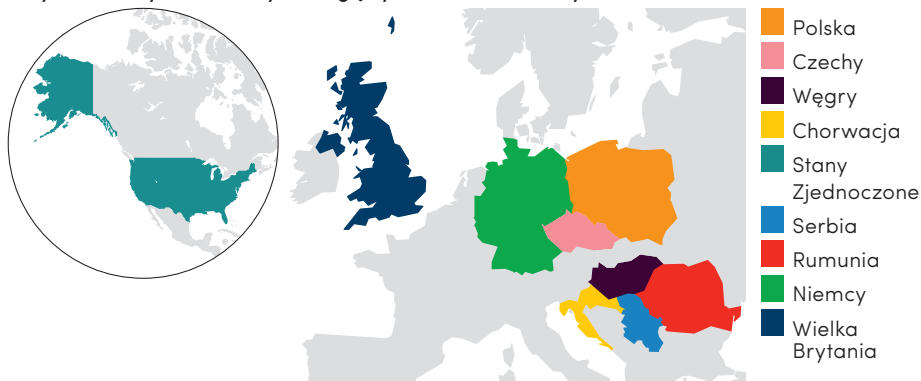 Polska
Czechy
Węgry
Chorwacja
Stany
Zjednoczone
Serbia
Rumunia
Niemcy
Wielka
Brytania